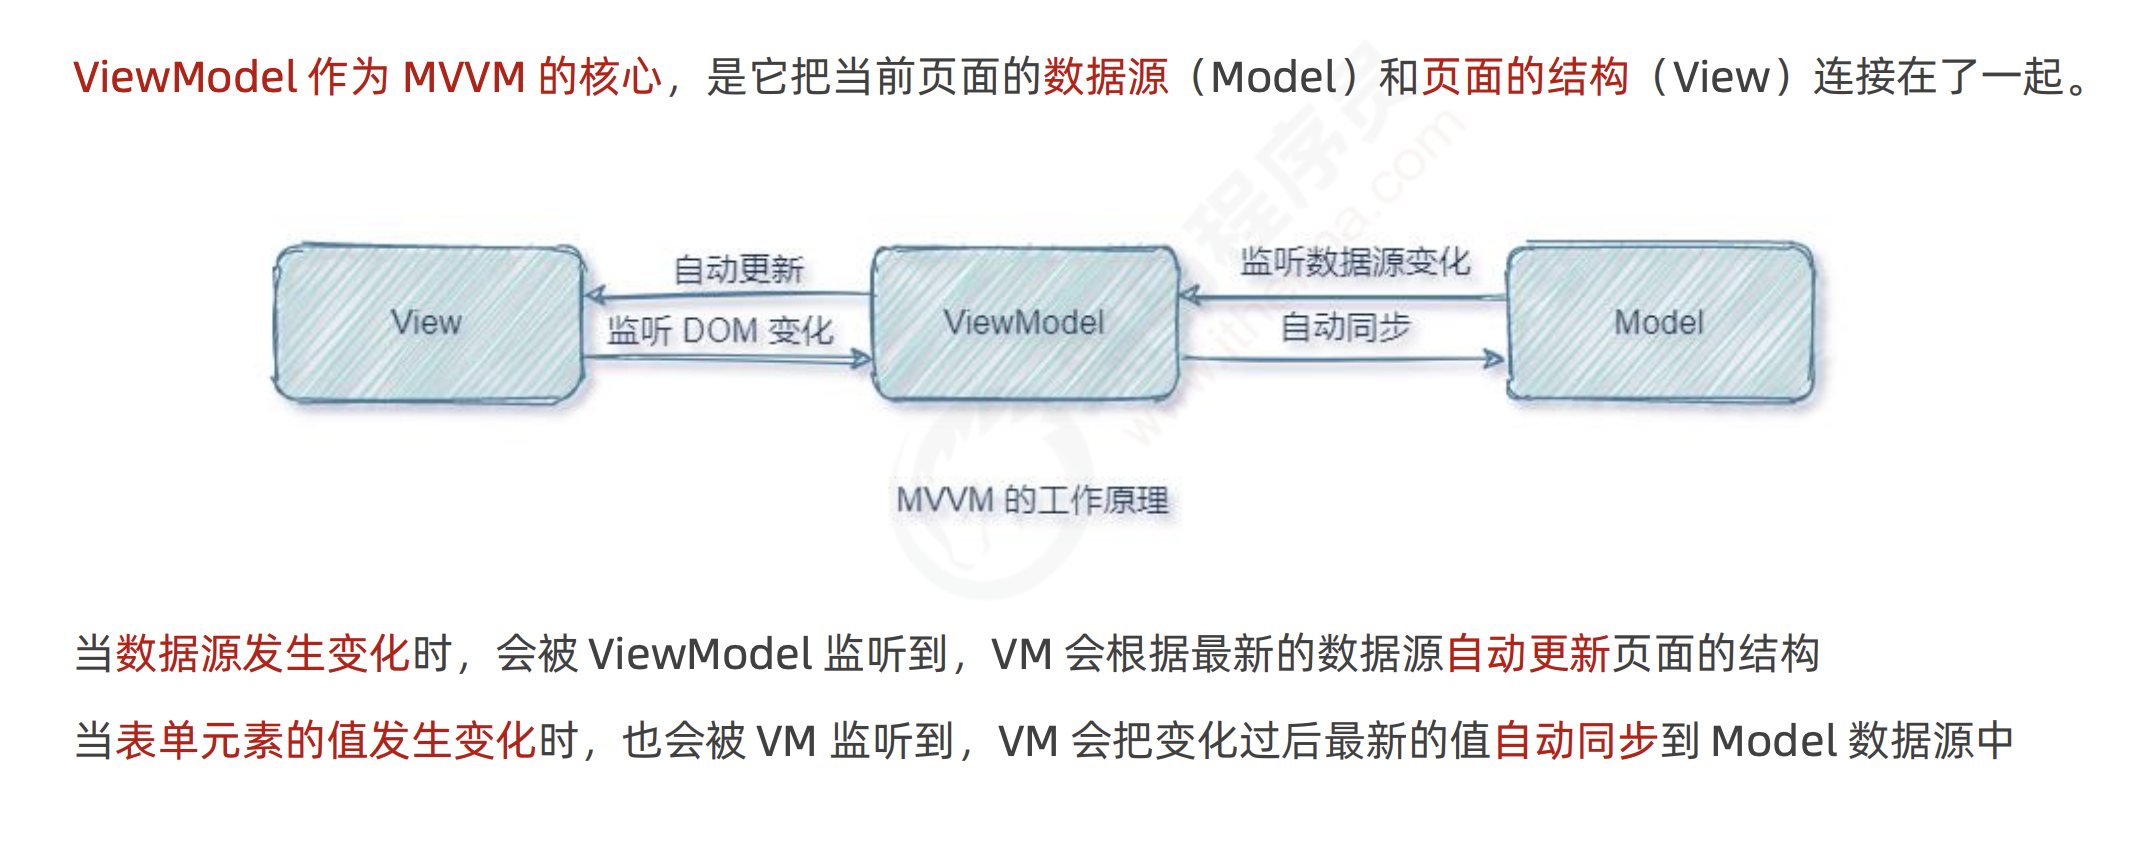 ViewModel 作为 MVVM 的核心，是它把当前页面的数据源（Model）和页面的结构（View）连接在了一起。
自动更新
监听数据源变化
View
监听 DOM 变化
ViewModel
自动同步
Model
MVVM 的工作原理
当数据源发生变化时，会被 ViewModel 监听到，VM 会根据最新的数据源自动更新页面的结构
当表单元素的值发生变化时，也会被 VM 监听到，VM 会把变化过后最新的值自动同步到 Model 数据源中
程序员